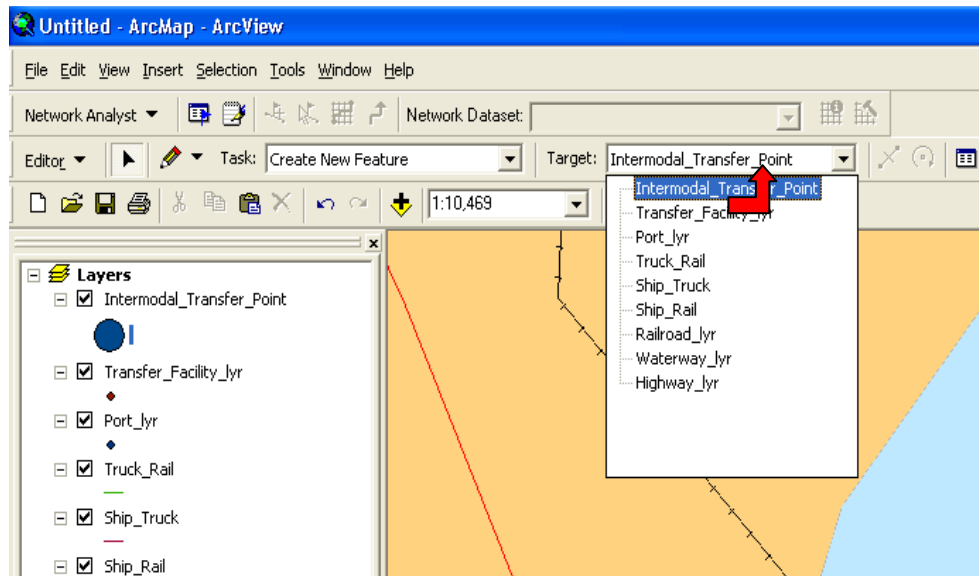 Untitled - ArcMap - ArcView
File Edit View Insert Selection Tools Window Help
Network Analyst Network Dataset:
Editor Task: Create New Feature Target: Intermodal_Transfer_Point
1:10,469
Intermodal_Transfer_Point
Transfer_Facility_lyr
Port_lyr
Truck_Rail
Ship_Truck
Ship_Rail
Railroad_lyr
Waterway_lyr
Highway_lyr
Layers
Intermodal_Transfer_Point
Transfer_Facility_lyr
Port_lyr
Truck_Rail
Ship_Truck
Ship_Rail